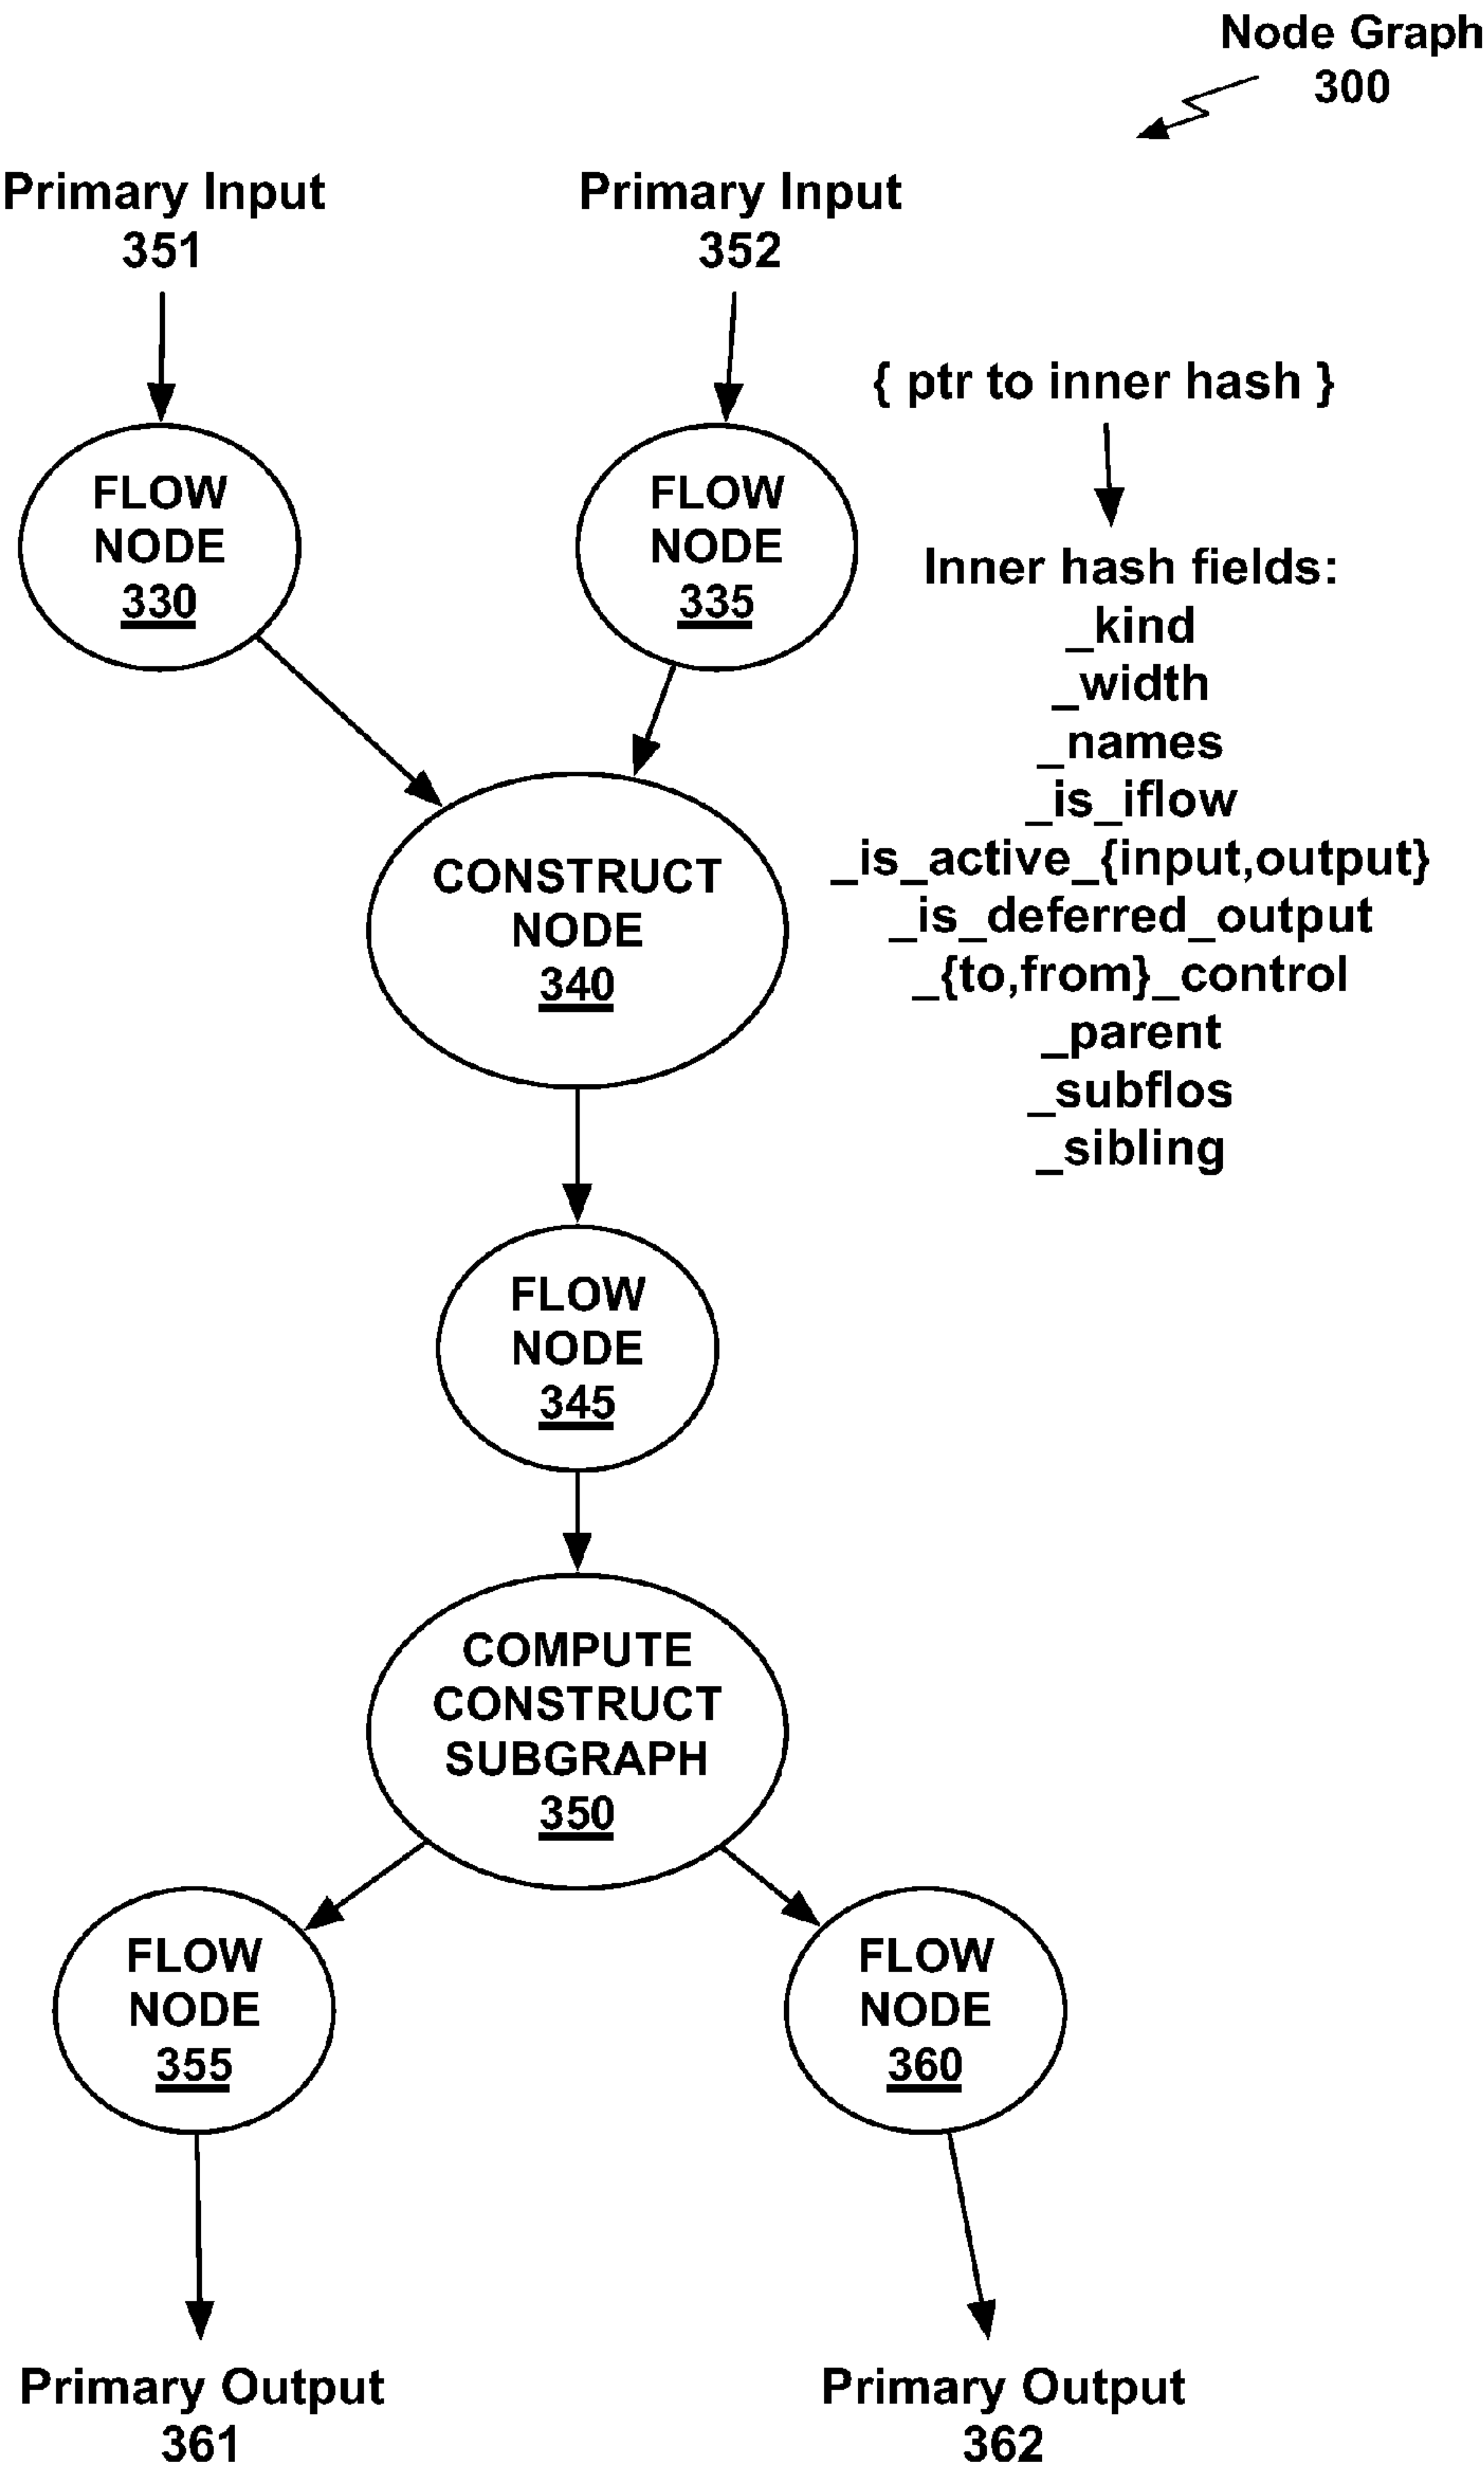 Node Graph
300
Primary Input
351
Primary Input
352
{ ptr to inner hash }
FLOW
NODE
330
FLOW
NODE
335
Inner hash fields:
_kind
_width
_names
_is_iflow
_is_active_{input,output}
_is_deferred_output
_{to,from}_control
_parent
_subflos
_sibling
CONSTRUCT
NODE
340
FLOW
NODE
345
COMPUTE
CONSTRUCT
SUBGRAPH
350
FLOW
NODE
355
FLOW
NODE
360
Primary Output
361
Primary Output
362